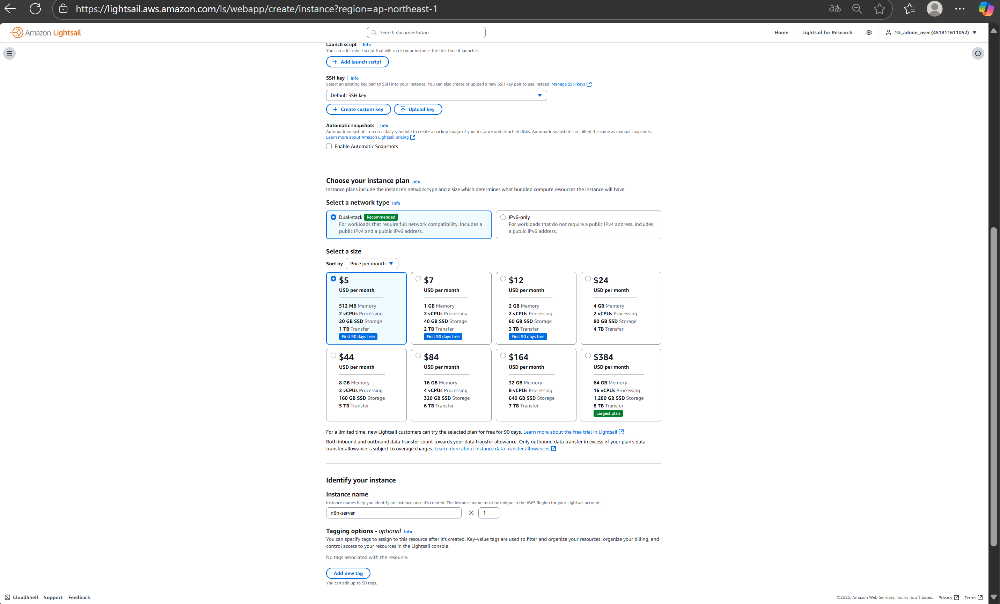 https://lightsail.aws.amazon.com/ls/webapp/create/instance?region=ap-northeast-1
aあ
Amazon Lightsail
Search documentation
Home
Lightsail for Research
1G_admin_user (451811611052)
Launch script Info
You can add a shell script that will run in your instance the first time it launches.
+ Add launch script
SSH key Info
Select an existing key pair to SSH into your instance. You can also create or upload a new SSH key pair to use instead. Manage SSH keys
Default SSH key
+ Create custom key
Upload key
Automatic snapshots Info
Automatic snapshots run on a daily schedule to create a backup image of your instance and attached disks. Automatic snapshots are billed the same as manual snapshots.
Learn more about Amazon Lightsail pricing
Enable Automatic Snapshots
Choose your instance plan Info
Instance plans include the instance's network type and a size which determines what bundled compute resources the instance will have.
Select a network type Info
Dual-stack Recommended
For workloads that require full network compatibility. Includes a
public IPv4 and a public IPv6 address.
IPv6-only
For workloads that do not require a public IPv4 address. Includes
a public IPv6 address.
Select a size
Sort by Price per month
$5
USD per month
512 MB Memory
2 vCPUs Processing
20 GB SSD Storage
1 TB Transfer
First 90 days free
$7
USD per month
1 GB Memory
2 vCPUs Processing
40 GB SSD Storage
2 TB Transfer
First 90 days free
$12
USD per month
2 GB Memory
2 vCPUs Processing
60 GB SSD Storage
3 TB Transfer
First 90 days free
$24
USD per month
4 GB Memory
2 vCPUs Processing
80 GB SSD Storage
4 TB Transfer
$44
USD per month
8 GB Memory
2 vCPUs Processing
160 GB SSD Storage
5 TB Transfer
$84
USD per month
16 GB Memory
4 vCPUs Processing
320 GB SSD Storage
6 TB Transfer
$164
USD per month
32 GB Memory
8 vCPUs Processing
640 GB SSD Storage
7 TB Transfer
$384
USD per month
64 GB Memory
16 vCPUs Processing
1,280 GB SSD Storage
8 TB Transfer
Largest plan
For a limited time, new Lightsail customers can try the selected plan for free for 90 days. Learn more about the free trial in Lightsail
Both inbound and outbound data transfer count towards your data transfer allowance. Only outbound data transfer in excess of your plan's data
transfer allowance is subject to overage charges. Learn more about instance data transfer allowances
Identify your instance
Instance name
Instance names help you identify an instance once it's created. The instance name must be unique in the AWS Region for your Lightsail account.
n8n-server
1
Tagging options - optional Info
You can specify tags to assign to this resource after it's created. Key-value tags are used to filter and organize your resources, organize your billing, and
control access to your resources in the Lightsail console.
No tags associated with the resource.
Add new tag
You can add up to 50 tags.
CloudShell
Support
Feedback
©2025, Amazon Web Services, Inc. or its affiliates.
Privacy
Terms